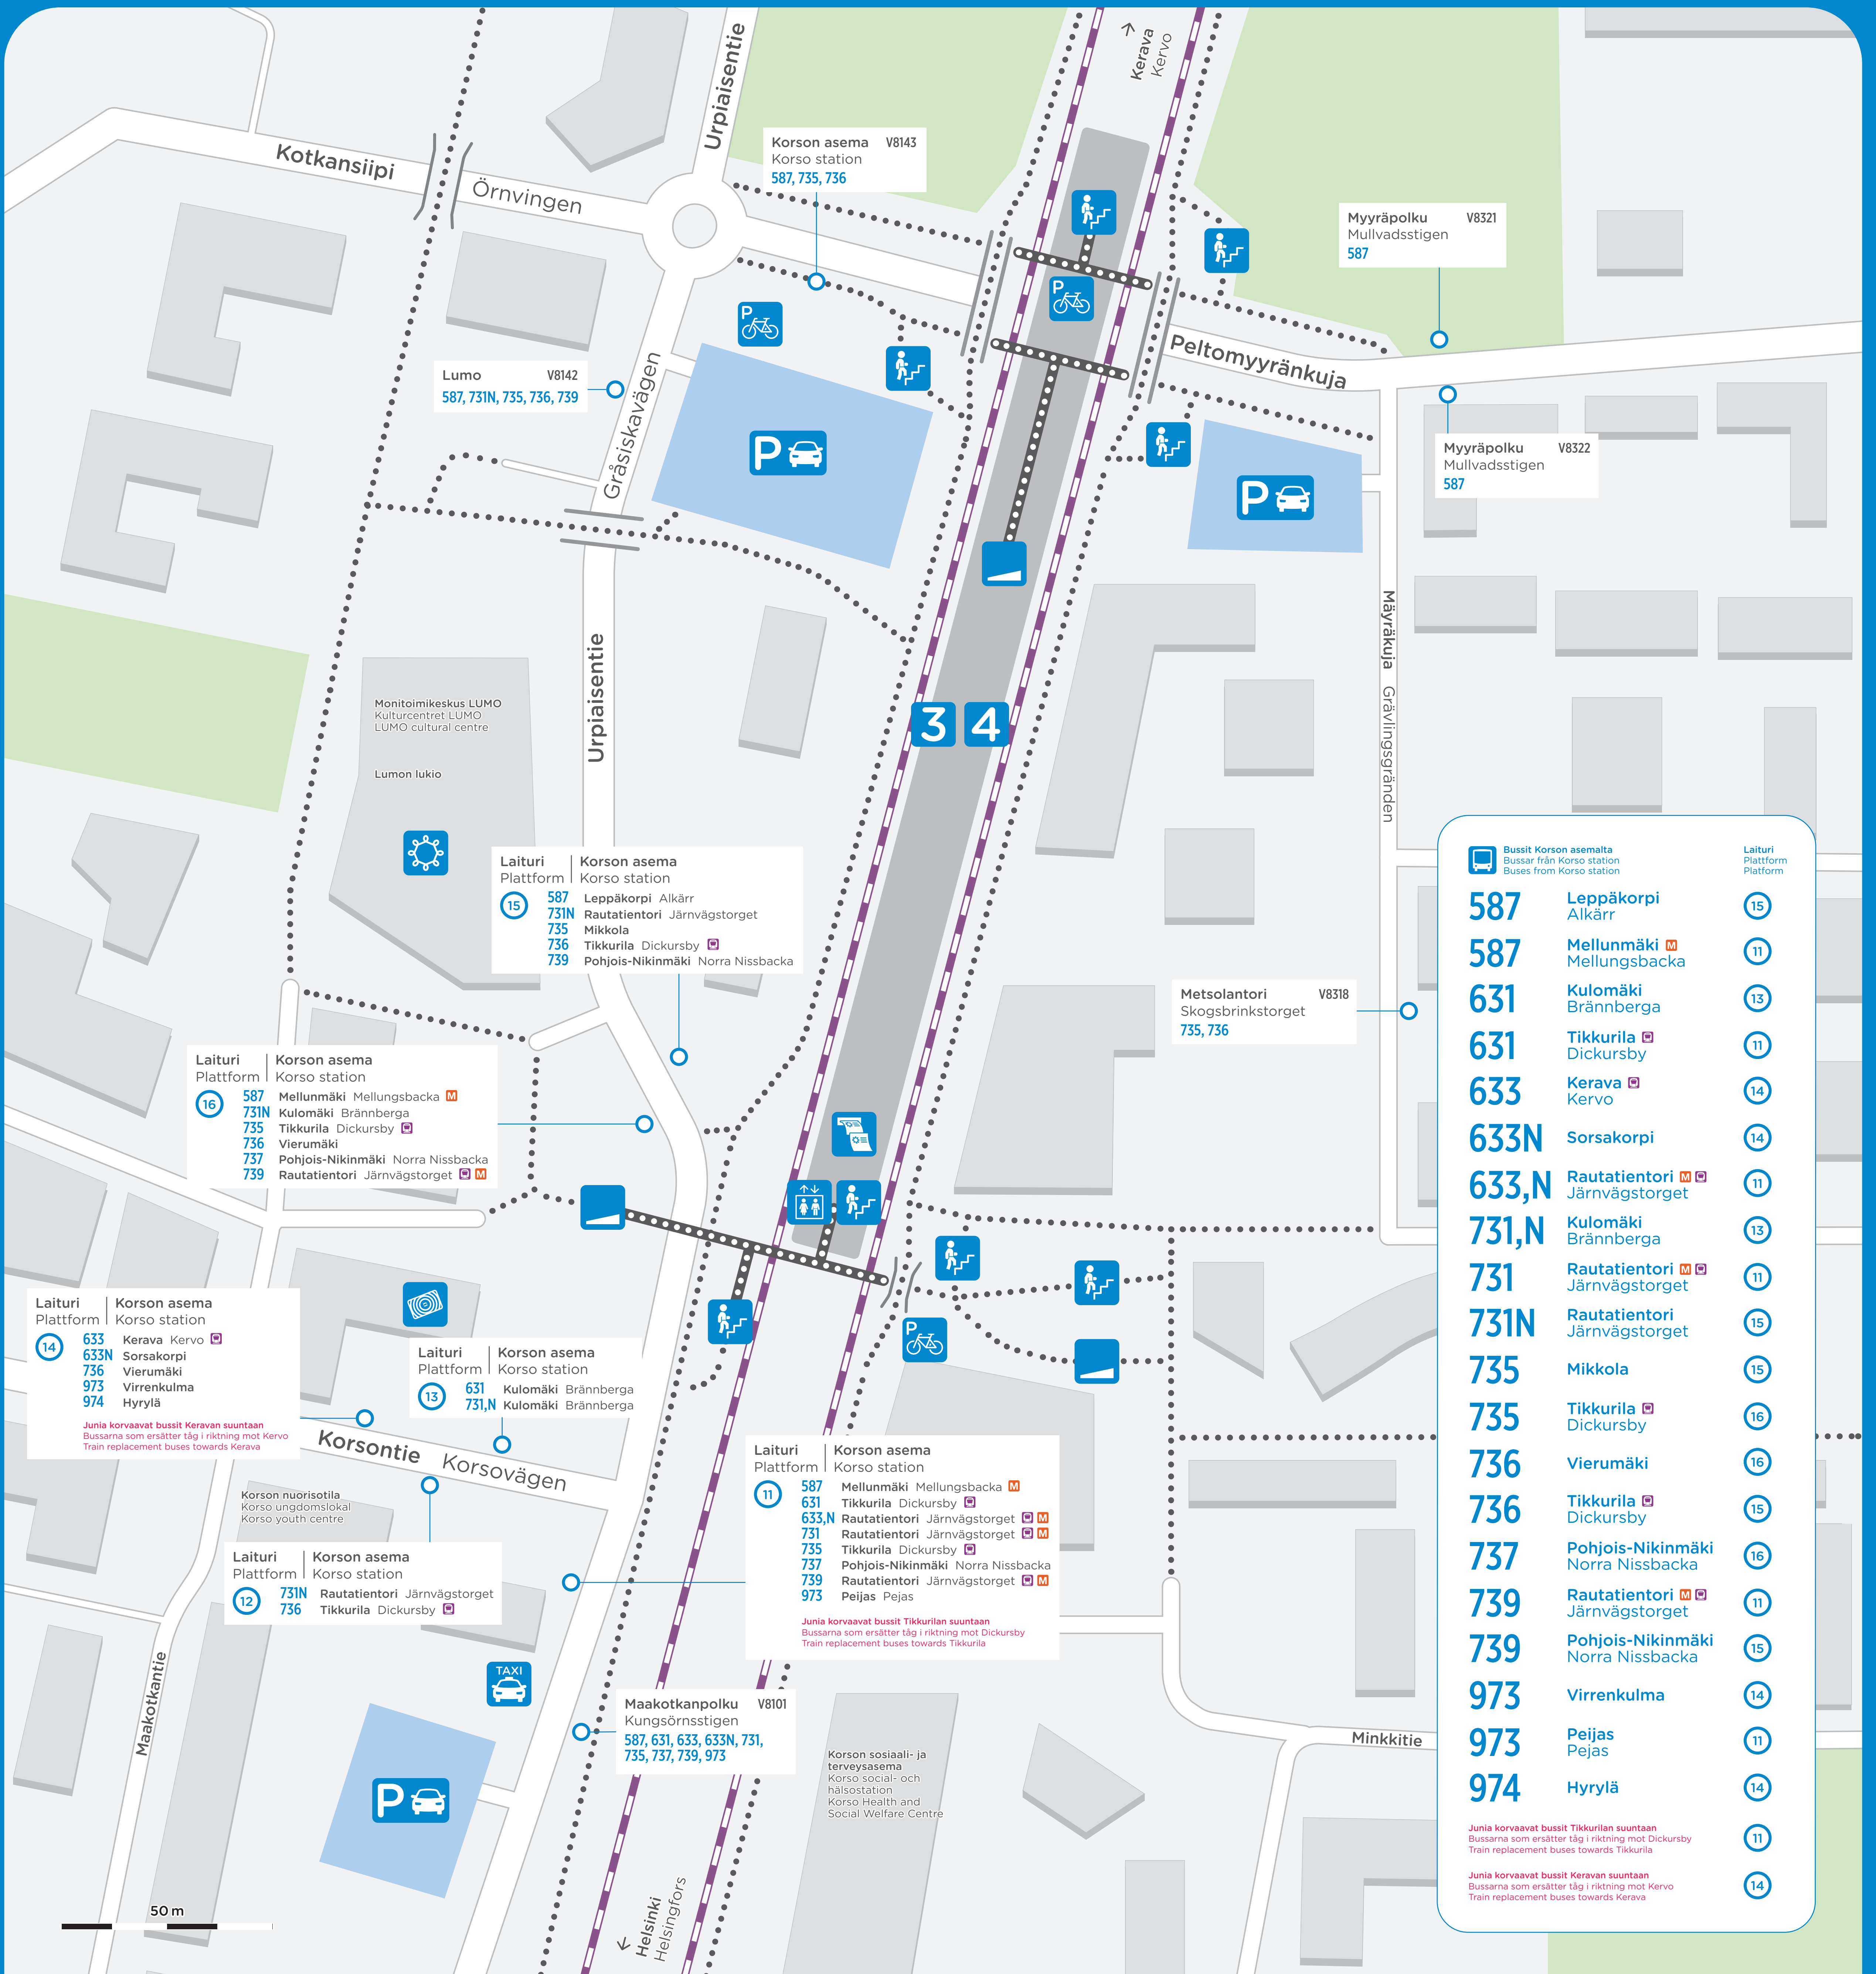 Kerava
Kervo
Urpiaisentie
Kotkansiipi
Örnvingen
Korson asema V8143
Korso station
587, 735, 736
Myyräpolku V8321
Mullvadsstigen
587
P
P
Peltomyyränkuja
Lumo V8142
587, 731N, 735, 736, 739
Gråsiskavägen
P
Myyräpolku V8322
Mullvadsstigen
587
P
Mäyräkuja Grävlingsgränden
Urpiaisentie
Monitoimikeskus LUMO
Kulturcentret LUMO
LUMO cultural centre
Lumon lukio
3 4
Laituri Korson asema
Plattform Korso station
15
587 Leppäkorpi Alkärr
731N Rautatientori Järnvägstorget
735 Mikkola
736 Tikkurila Dickursby
739 Pohjois-Nikinmäki Norra Nissbacka
Metsolantori V8318
Skogsbrinkstorget
735, 736
Laituri Korson asema
Plattform Korso station
16
587 Mellunmäki Mellungsbacka M
731N Kulomäki Brännberga
735 Tikkurila Dickursby
736 Vierumäki
737 Pohjois-Nikinmäki Norra Nissbacka
739 Rautatientori Järnvägstorget M
Laituri Korson asema
Plattform Korso station
14
633 Kerava Kervo
633N Sorsakorpi
736 Vierumäki
973 Virrenkulma
974 Hyrylä
Junia korvaavat bussit Keravan suuntaan
Bussarna som ersätter tåg i riktning mot Kervo
Train replacement buses towards Kerava
Laituri Korson asema
Plattform Korso station
13
631 Kulomäki Brännberga
731,N Kulomäki Brännberga
P
Korsontie Korsovägen
Korson nuorisotila
Korso ungdomslokal
Korso youth centre
Laituri Korson asema
Plattform Korso station
12
731N Rautatientori Järnvägstorget
736 Tikkurila Dickursby
Laituri Korson asema
Plattform Korso station
11
587 Mellunmäki Mellungsbacka M
631 Tikkurila Dickursby
633,N Rautatientori Järnvägstorget M
731 Rautatientori Järnvägstorget M
735 Tikkurila Dickursby
737 Pohjois-Nikinmäki Norra Nissbacka
739 Rautatientori Järnvägstorget M
973 Peijas Pejas
Junia korvaavat bussit Tikkurilan suuntaan
Bussarna som ersätter tåg i riktning mot Dickursby
Train replacement buses towards Tikkurila
TAXI
Maakotkantie
Maakotkanpolku V8101
Kungsörnsstigen
587, 631, 633, 633N, 731,
735, 737, 739, 973
Korson sosiaali- ja
terveysasema
Korso social- och
hälsostation
Korso Health and
Social Welfare Centre
P
Minkkitie
Helsinki
Helsingfors
50 m
Bussit Korson asemalta Laituri
Bussar från Korso station Plattform
Buses from Korso station Platform
587 Leppäkorpi 15
Alkärr
587 Mellunmäki M 11
Mellungsbacka
631 Kulomäki 13
Brännberga
631 Tikkurila 11
Dickursby
633 Kerava 14
Kervo
633N Sorsakorpi 14
633,N Rautatientori M 11
Järnvägstorget
731,N Kulomäki 13
Brännberga
731 Rautatientori M 11
Järnvägstorget
731N Rautatientori 15
Järnvägstorget
735 Mikkola 15
735 Tikkurila 16
Dickursby
736 Vierumäki 16
736 Tikkurila 15
Dickursby
737 Pohjois-Nikinmäki 16
Norra Nissbacka
739 Rautatientori M 11
Järnvägstorget
739 Pohjois-Nikinmäki 15
Norra Nissbacka
973 Virrenkulma 14
973 Peijas 11
Pejas
974 Hyrylä 14
Junia korvaavat bussit Tikkurilan suuntaan
Bussarna som ersätter tåg i riktning mot Dickursby 11
Train replacement buses towards Tikkurila
Junia korvaavat bussit Keravan suuntaan
Bussarna som ersätter tåg i riktning mot Kervo 14
Train replacement buses towards Kerava